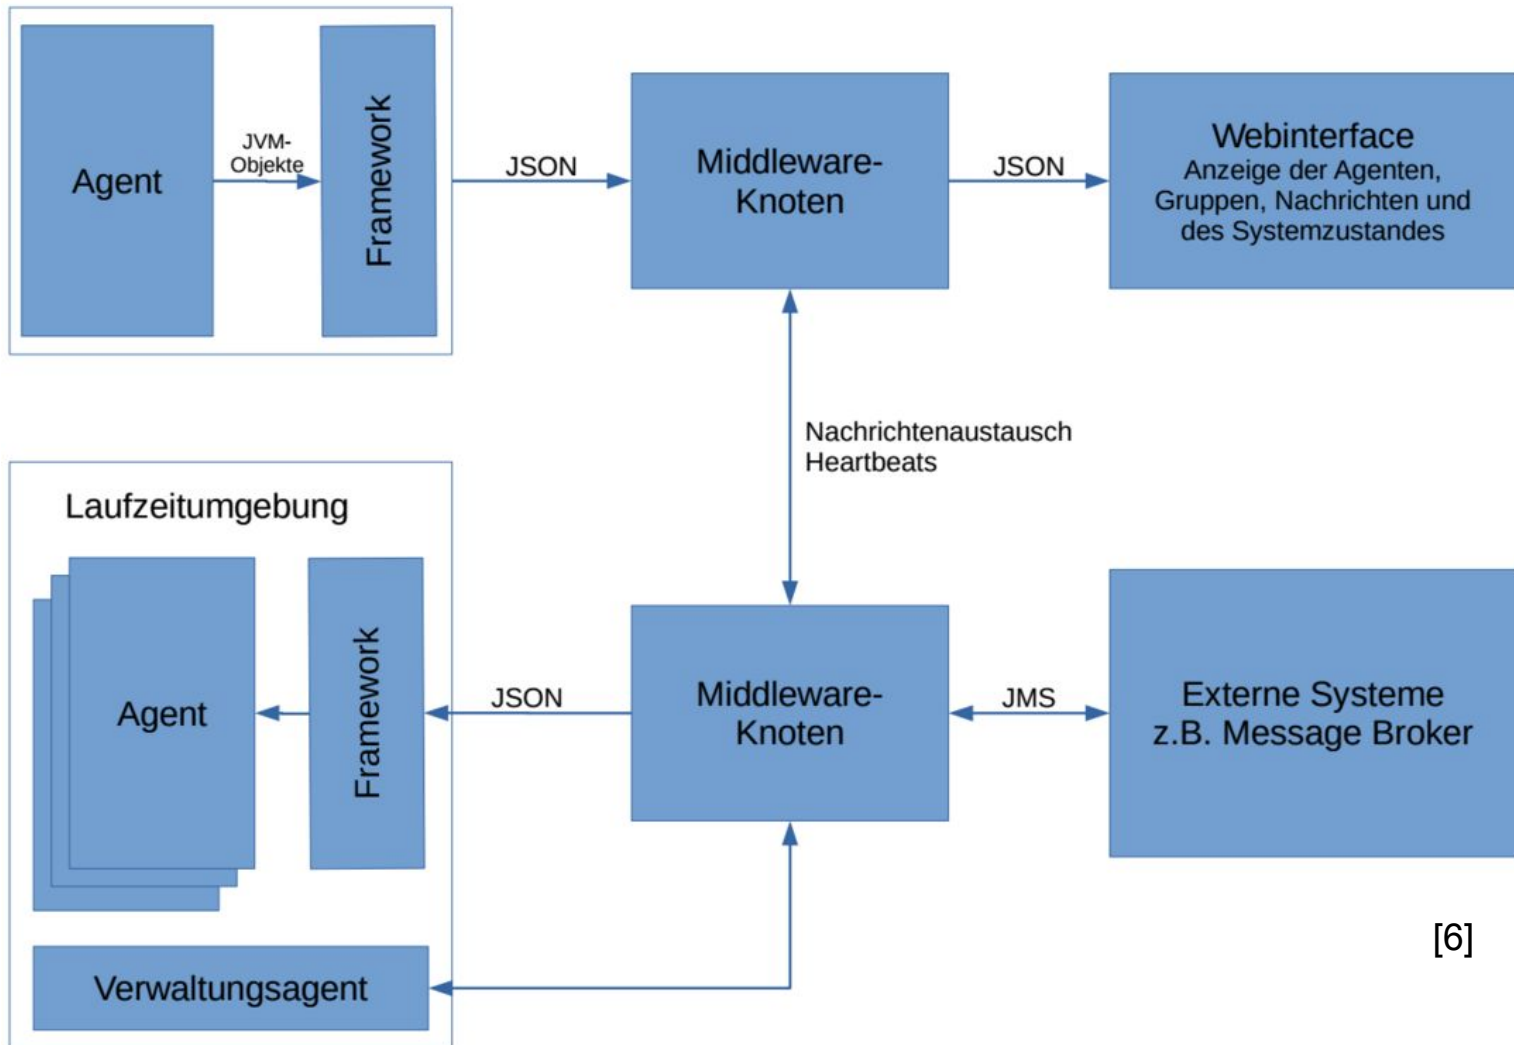 Agent
JVM-
Objekte
Framework
JSON
Middleware-
Knoten
JSON
Webinterface
Anzeige der Agenten,
Gruppen, Nachrichten und
des Systemzustandes
Nachrichtenaustausch
Heartbeats
Laufzeitumgebung
Agent
Framework
JSON
Middleware-
Knoten
JMS
Externe Systeme
z.B. Message Broker
Verwaltungsagent
[6]